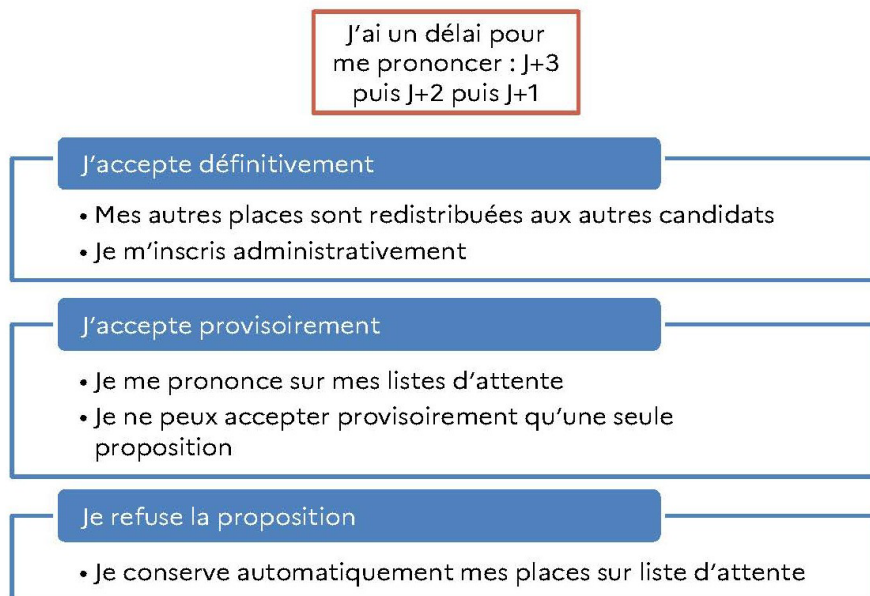 J'ai un délai pour
me prononcer : J+3
puis J+2 puis J+1
J'accepte définitivement
• Mes autres places sont redistribuées aux autres candidats
• Je m'inscris administrativement
J'accepte provisoirement
• Je me prononce sur mes listes d'attente
• Je ne peux accepter provisoirement qu'une seule
proposition
Je refuse la proposition
• Je conserve automatiquement mes places sur liste d'attente